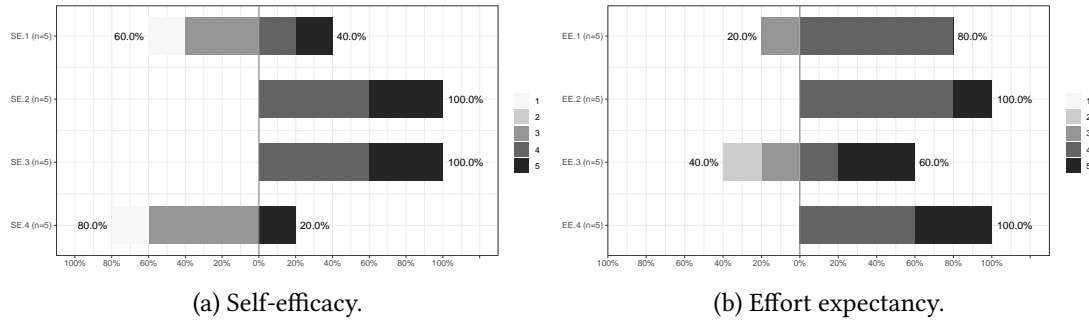 SE.1 (n=5) 60.0% 40.0%
SE.2 (n=5) 100.0%
SE.3 (n=5) 100.0%
SE.4 (n=5) 80.0% 20.0%
100% 80% 60% 40% 20% 0% 20% 40% 60% 80% 100%
1
2
3
4
5
(a) Self-efficacy.
EE.1 (n=5) 20.0% 80.0%
EE.2 (n=5) 100.0%
EE.3 (n=5) 40.0% 60.0%
EE.4 (n=5) 100.0%
100% 80% 60% 40% 20% 0% 20% 40% 60% 80% 100%
1
2
3
4
5
(b) Effort expectancy.